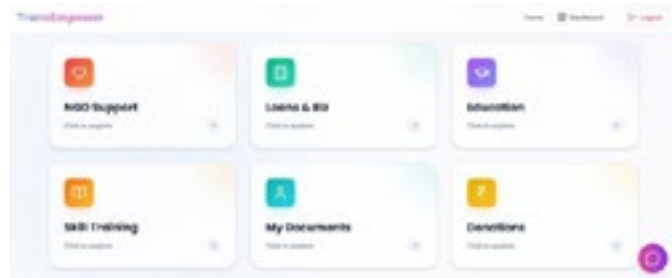 TransEmpower
Home Dashboard Logout
NGO Support
Click to explore
Loans & Biz
Click to explore
Education
Click to explore
Skill Training
Click to explore
My Documents
Click to explore
Donations
Click to explore